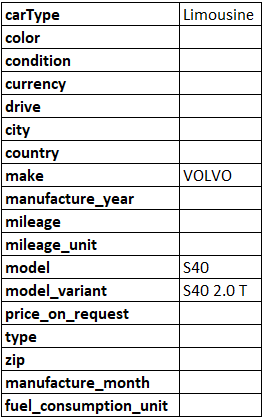 carType Limousine
color
condition
currency
drive
city
country
make VOLVO
manufacture_year
mileage
mileage_unit
model S40
model_variant S40 2.0 T
price_on_request
type
zip
manufacture_month
fuel_consumption_unit